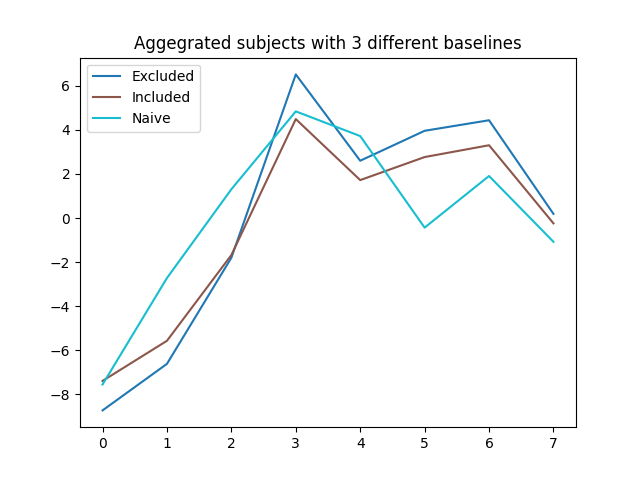 Aggegrated subjects with 3 different baselines
Excluded
Included
Naive
6
4
2
0
−2
−4
−6
−8
0 1 2 3 4 5 6 7